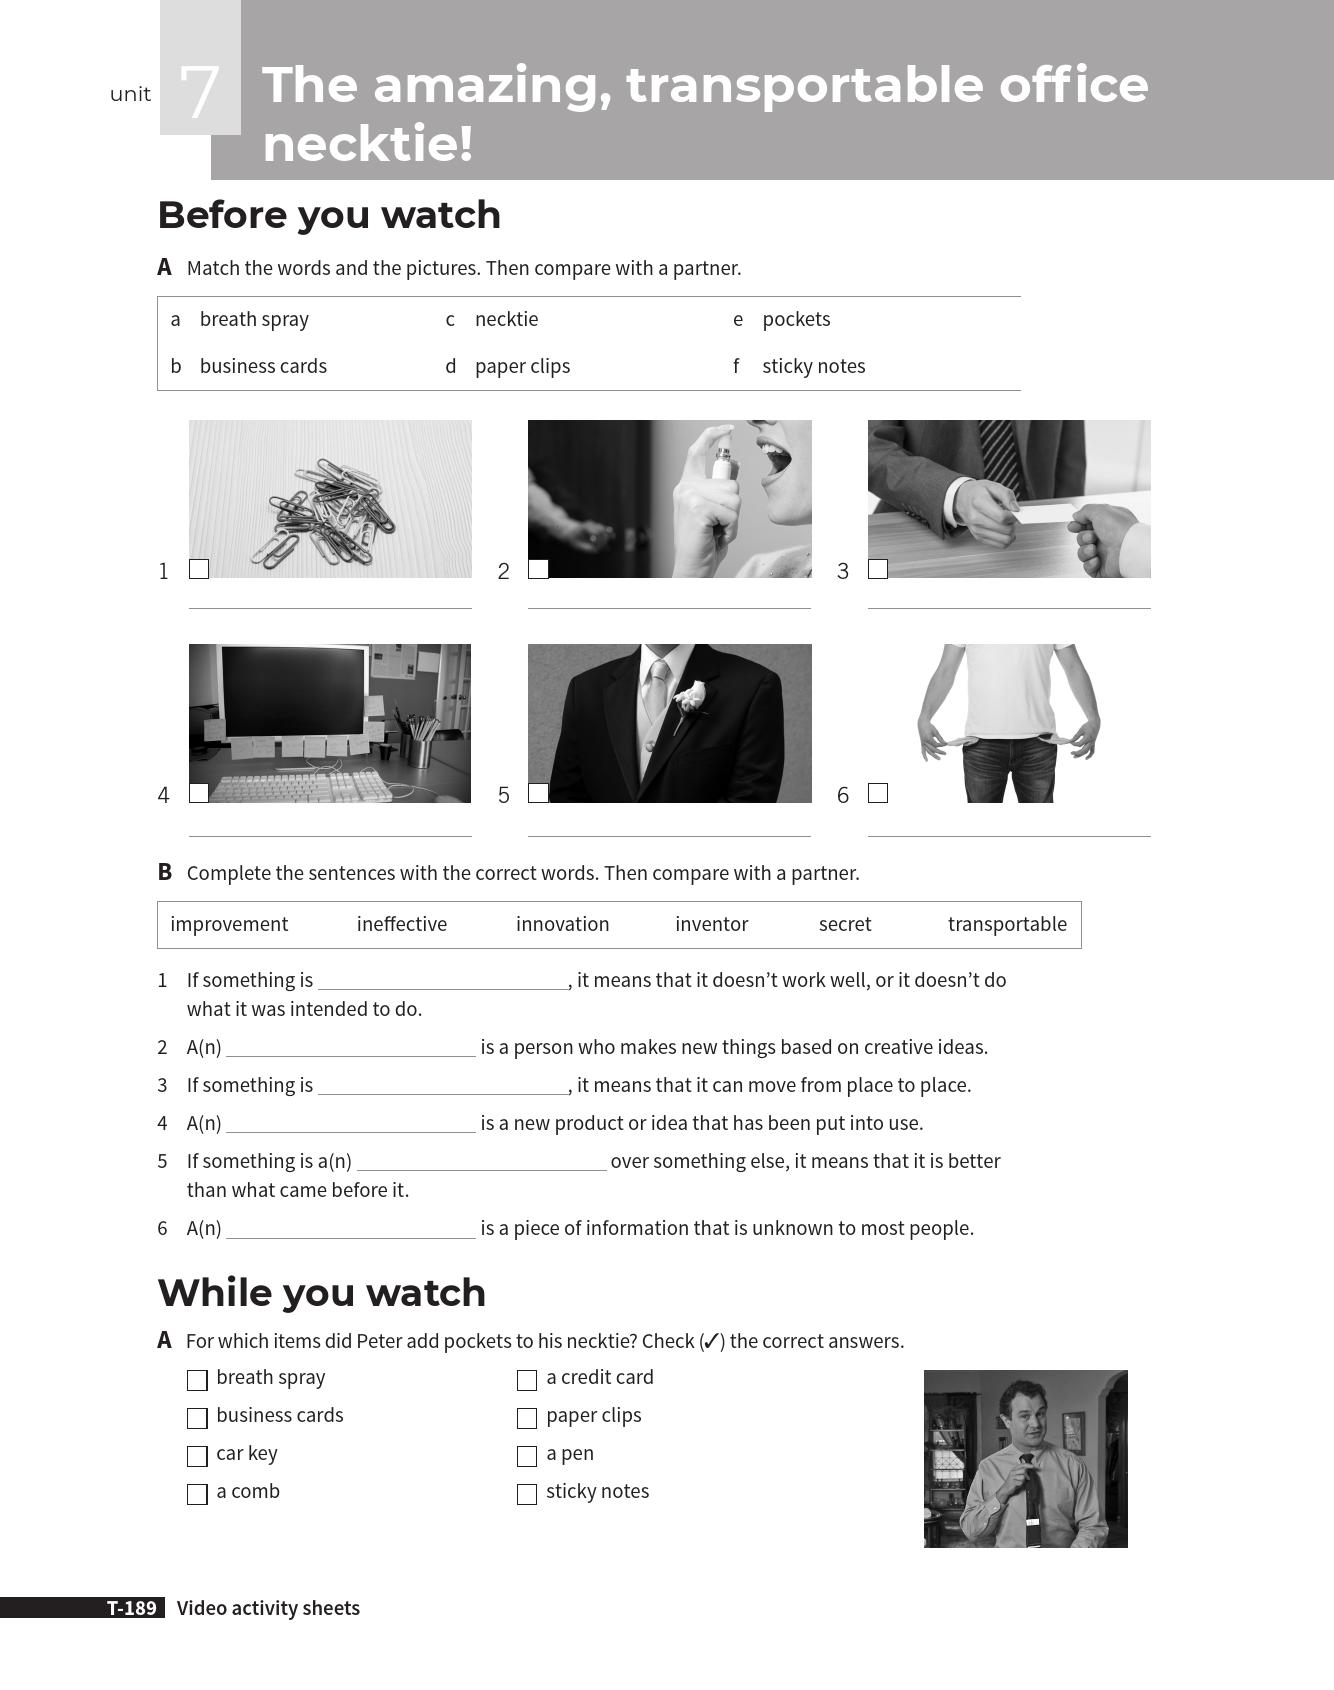 unit
7
The amazing, transportable office
necktie!
Before you watch
A Match the words and the pictures. Then compare with a partner.
a breath spray c necktie e pockets
b business cards d paper clips f sticky notes
1 2 3
4 5 6
B Complete the sentences with the correct words. Then compare with a partner.
improvement ineffective innovation inventor secret transportable
1 If something is ________________, it means that it doesn’t work well, or it doesn’t do
what it was intended to do.
2 A(n) ________________ is a person who makes new things based on creative ideas.
3 If something is ________________, it means that it can move from place to place.
4 A(n) ________________ is a new product or idea that has been put into use.
5 If something is a(n) ________________ over something else, it means that it is better
than what came before it.
6 A(n) ________________ is a piece of information that is unknown to most people.
While you watch
A For which items did Peter add pockets to his necktie? Check (✓) the correct answers.
breath spray a credit card
business cards paper clips
car key a pen
a comb sticky notes
T-189 Video activity sheets